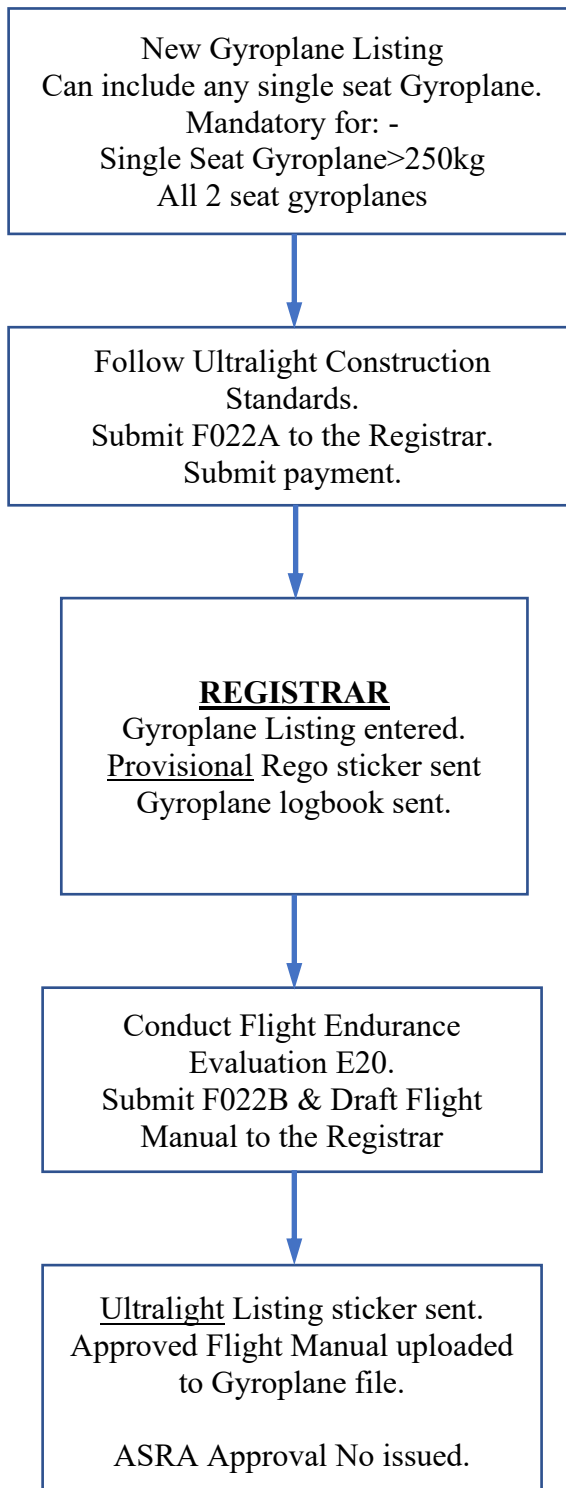 New Gyroplane Listing
Can include any single seat Gyroplane.
Mandatory for: -
Single Seat Gyroplane>250kg
All 2 seat gyroplanes
Follow Ultralight Construction
Standards.
Submit F022A to the Registrar.
Submit payment.
REGISTRAR
Gyroplane Listing entered.
Provisional Rego sticker sent
Gyroplane logbook sent.
Conduct Flight Endurance
Evaluation E20.
Submit F022B & Draft Flight
Manual to the Registrar
Ultralight Listing sticker sent.
Approved Flight Manual uploaded
to Gyroplane file.
ASRA Approval No issued.